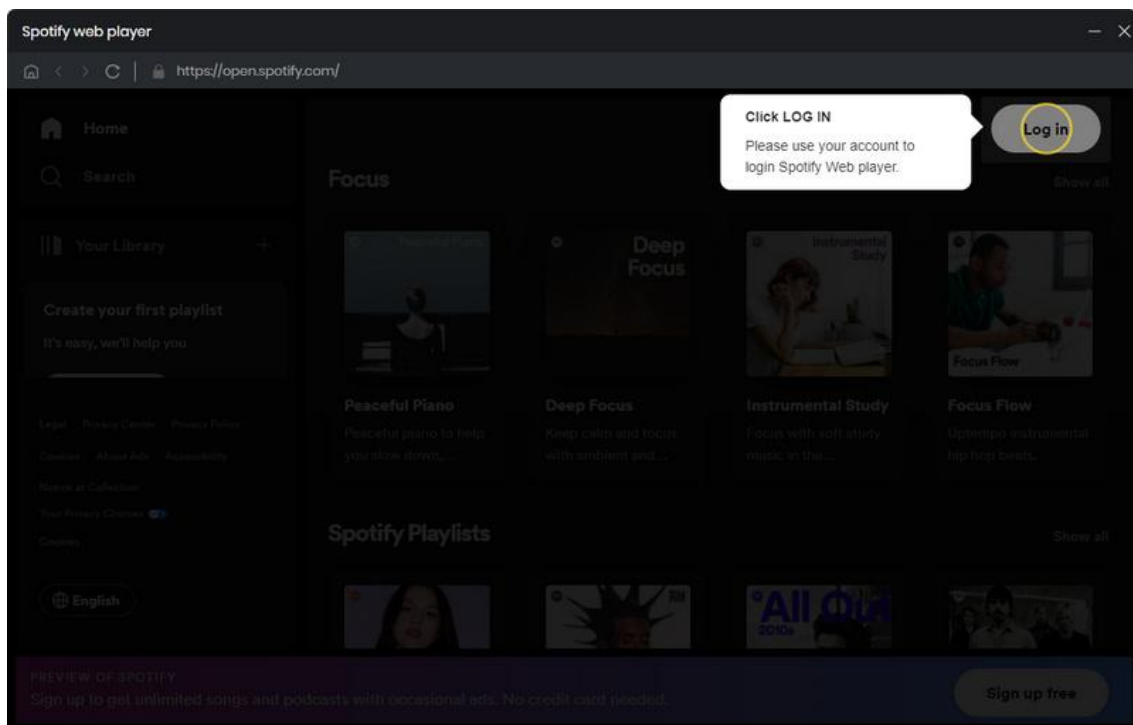 Spotify web player
https://open.spotify.com/
Home
Search
Your Library
Create your first playlist
It's easy, we'll help you
Legal Privacy Center Privacy Policy
Cookies About Ads Accessibility
Notice at Collection
Your Privacy Choices
Cookies
English
Click LOG IN
Please use your account to
login Spotify Web player.
Log in
Focus
Show all
Peaceful Piano
Deep
Focus
Instrumental
Study
Focus Flow
Peaceful Piano
Peaceful piano to help
you slow down,...
Deep Focus
Keep calm and focus
with ambient and...
Instrumental Study
Focus with soft study
music in the...
Focus Flow
Uptempo instrumental
hip hop beats.
Spotify Playlists
Show all
All Out
2010s
PREVIEW OF SPOTIFY
Sign up to get unlimited songs and podcasts with occasional ads. No credit card needed.
Sign up free